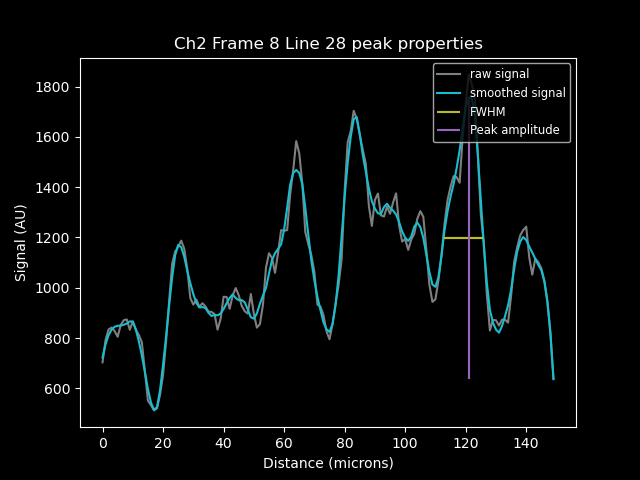 Ch2 Frame 8 Line 28 peak properties
raw signal
smoothed signal
FWHM
Peak amplitude
Signal (AU)
1800
1600
1400
1200
1000
800
600
0 20 40 60 80 100 120 140
Distance (microns)